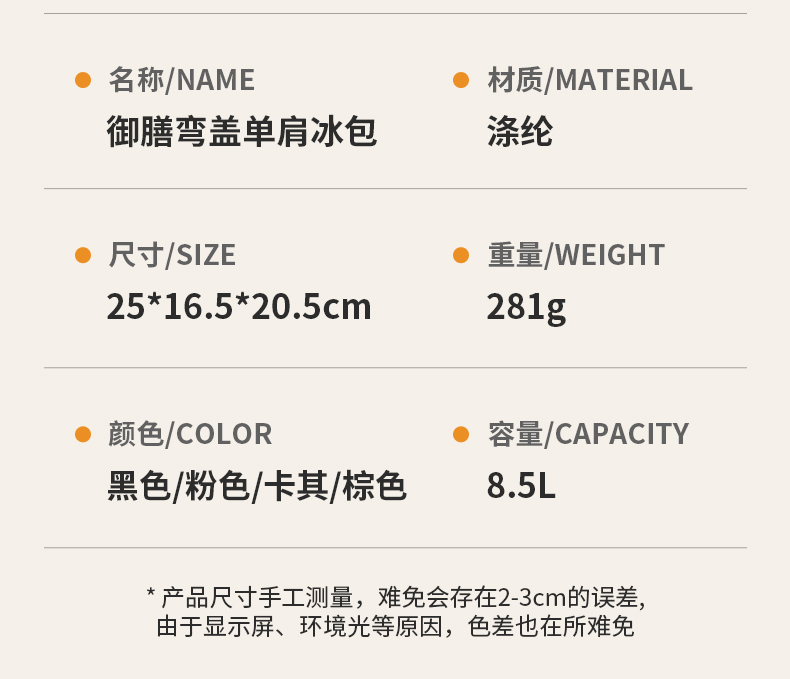 名称/NAME
材质/MATERIAL
御膳弯盖单肩冰包
涤纶
尺寸/SIZE
重量/WEIGHT
25*16.5*20.5cm
281g
颜色/COLOR
容量/CAPACITY
黑色/粉色/卡其/棕色
8.5L
* 产品尺寸手工测量，难免会存在2-3cm的误差,
由于显示屏、环境光等原因，色差也在所难免